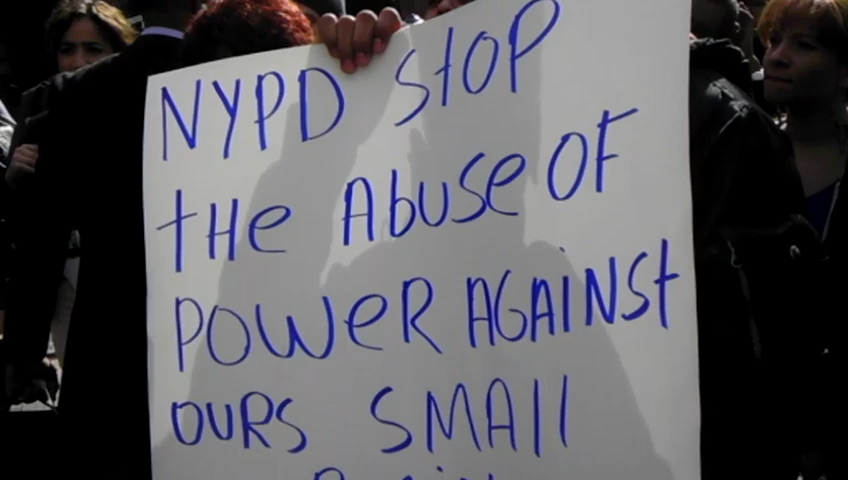 NYPD STOP
tHe AbUSe OF
POWeR AGAiNSt
OURS SMAll